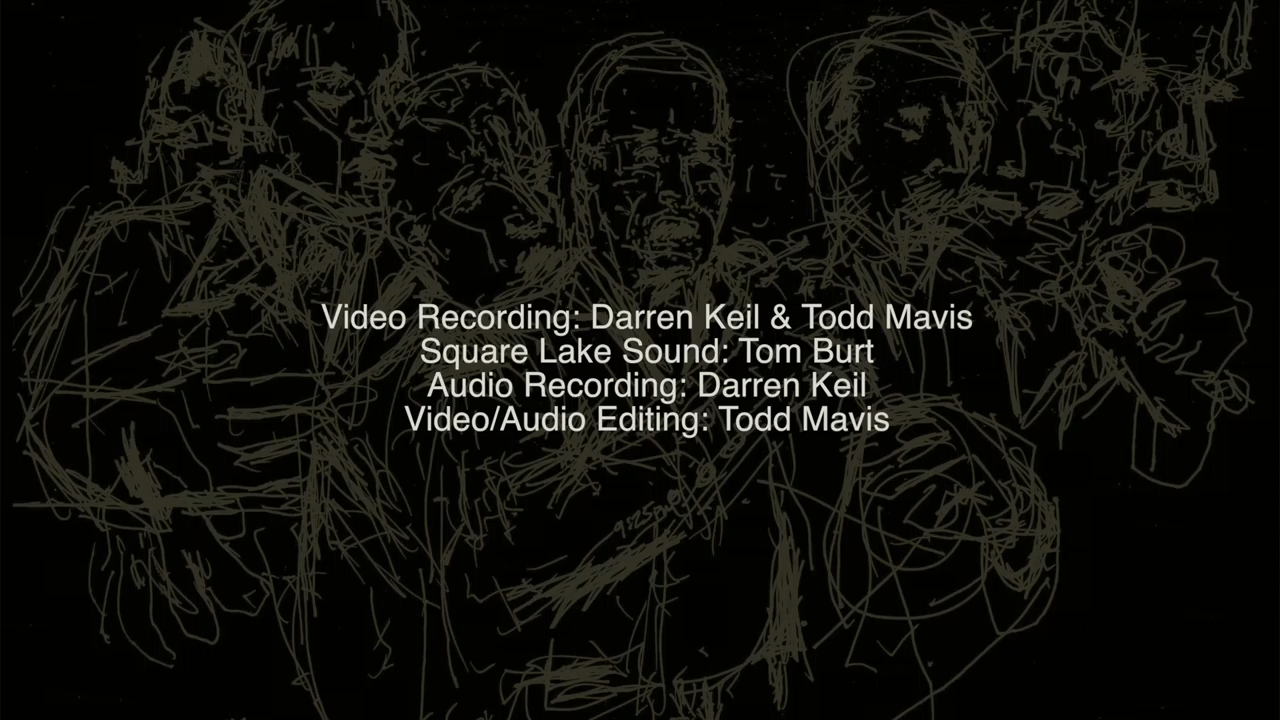 Video Recording: Darren Keil & Todd Mavis
Square Lake Sound: Tom Burt
Audio Recording: Darren Keil
Video/Audio Editing: Todd Mavis